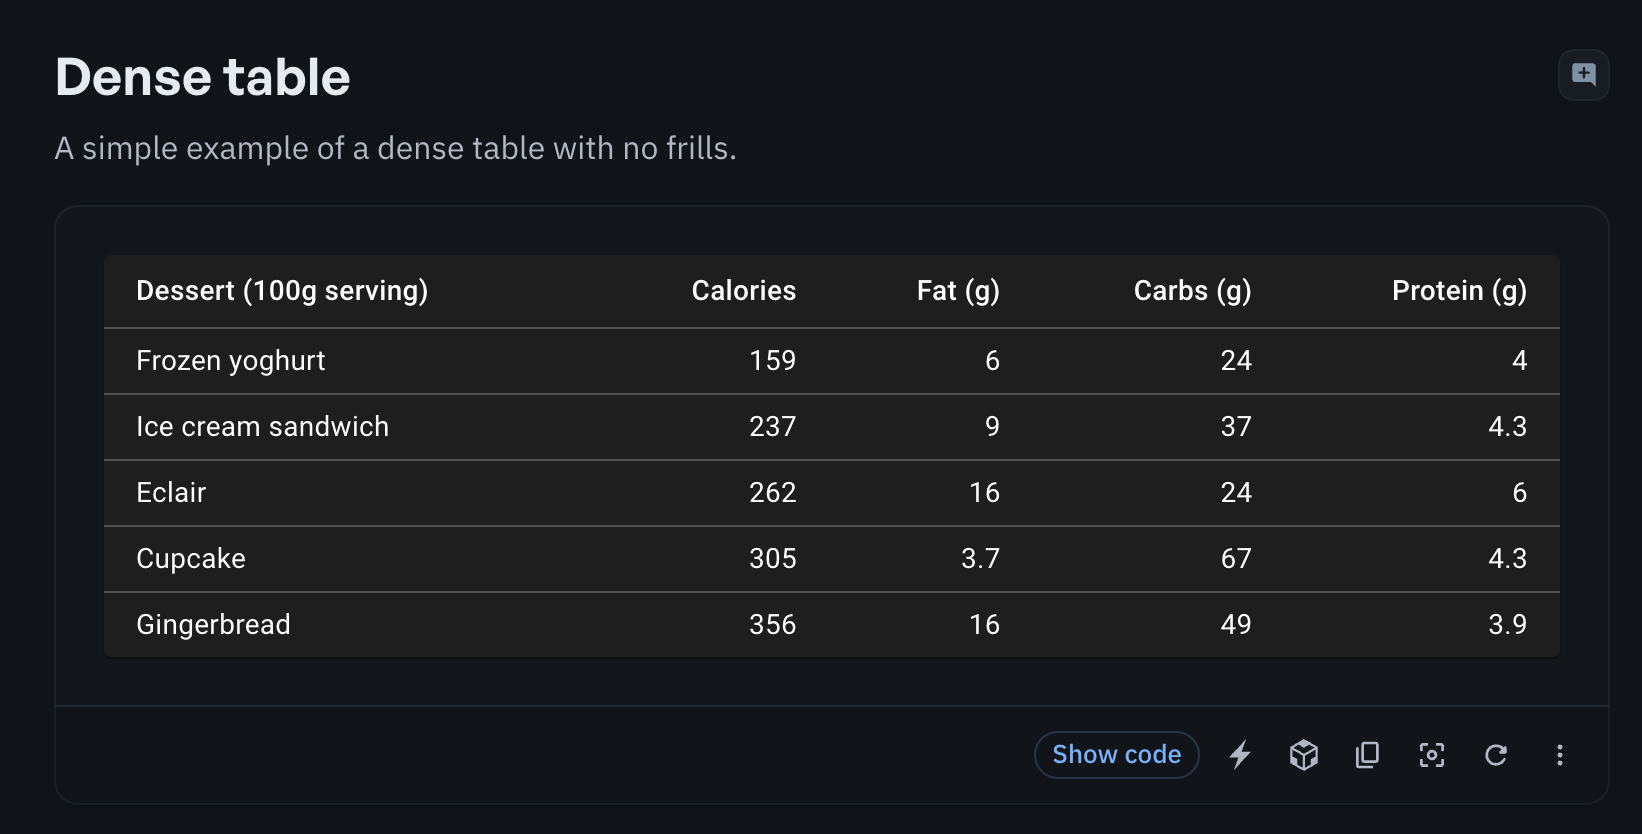 Dense table
A simple example of a dense table with no frills.
Dessert (100g serving) Calories Fat (g) Carbs (g) Protein (g)
Frozen yoghurt 159 6 24 4
Ice cream sandwich 237 9 37 4.3
Eclair 262 16 24 6
Cupcake 305 3.7 67 4.3
Gingerbread 356 16 49 3.9
Show code